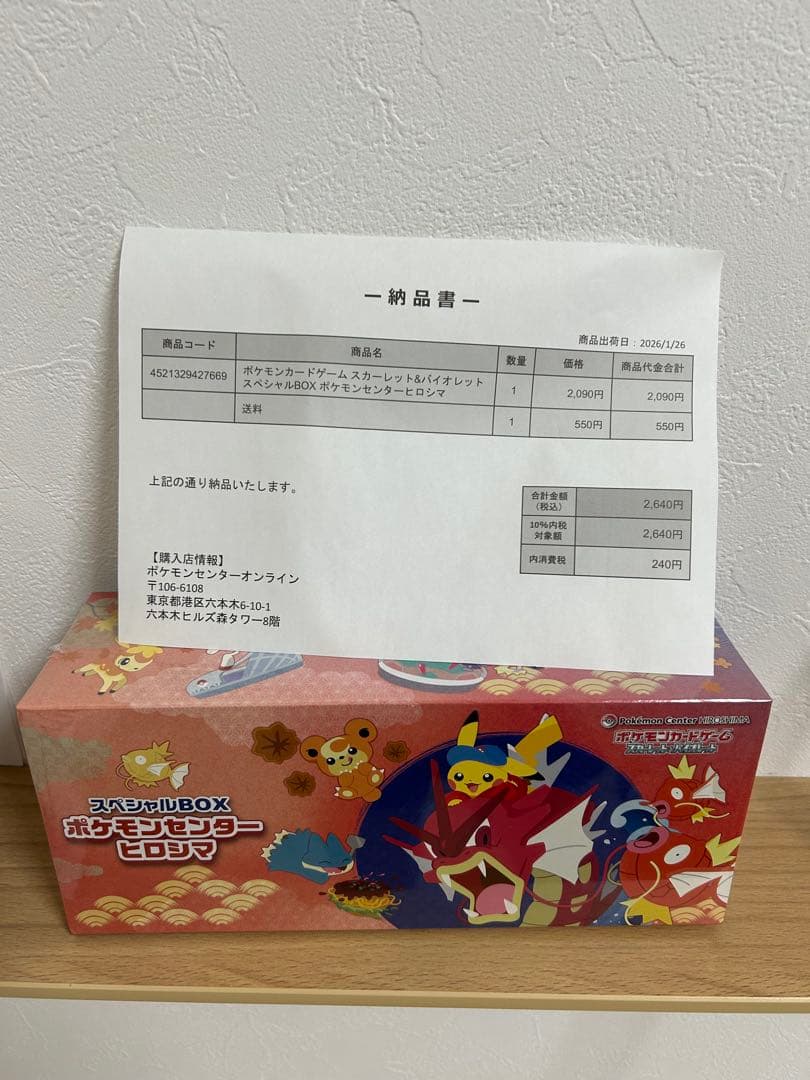 ー 納 品 書 ー
商品出荷日：2026/1/26
商品コード 商品名 数量 価格 商品代金合計
4521329427669 ポケモンカードゲーム スカーレット&バイオレット
スペシャルBOX ポケモンセンターヒロシマ 1 2,090円 2,090円
送料 1 550円 550円
上記の通り納品いたします。
合計金額
（税込） 2,640円
10%内税
対象額 2,640円
内消費税 240円
【購入店情報】
ポケモンセンターオンライン
〒106-6108
東京都港区六本木6-10-1
六本木ヒルズ森タワー8階
Pokémon Center HIROSHIMA
ポケモンカードゲーム
スカーレット&バイオレット
スペシャルBOX
ポケモンセンター
ヒロシマ